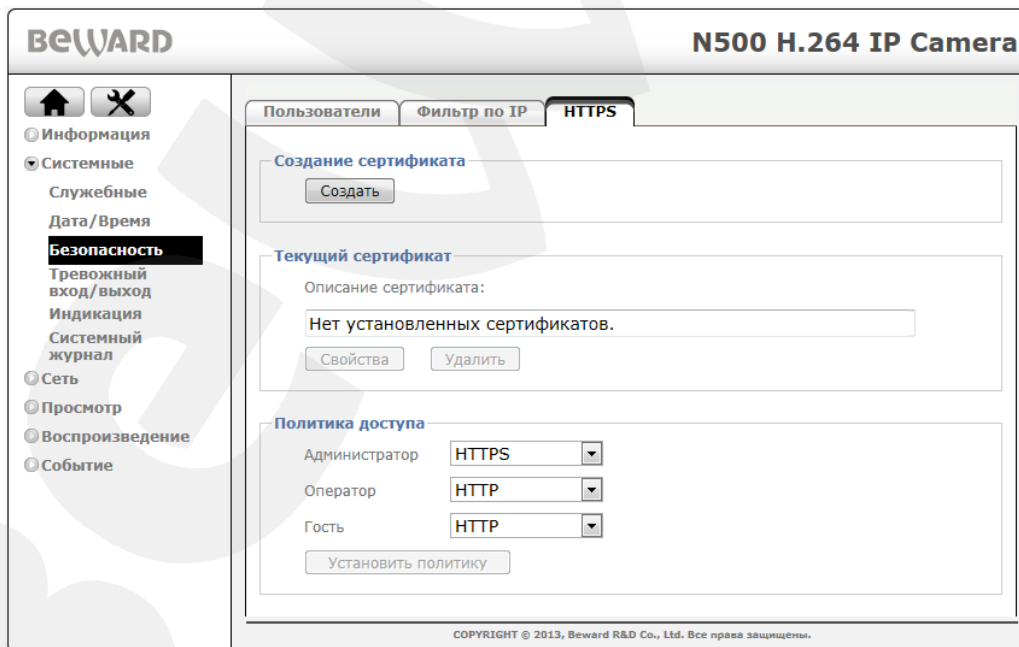 BEWARD
N500 H.264 IP Camera
Информация
Системные
Служебные
Дата/Время
Безопасность
Тревожный
вход/выход
Индикация
Системный
журнал
Сеть
Просмотр
Воспроизведение
Событие
Пользователи
Фильтр по IP
HTTPS
Создание сертификата
Создать
Текущий сертификат
Описание сертификата:
Нет установленных сертификатов.
Свойства
Удалить
Политика доступа
Администратор
HTTPS
Оператор
HTTP
Гость
HTTP
Установить политику
COPYRIGHT © 2013, Beward R&D Co., Ltd. Все права защищены.